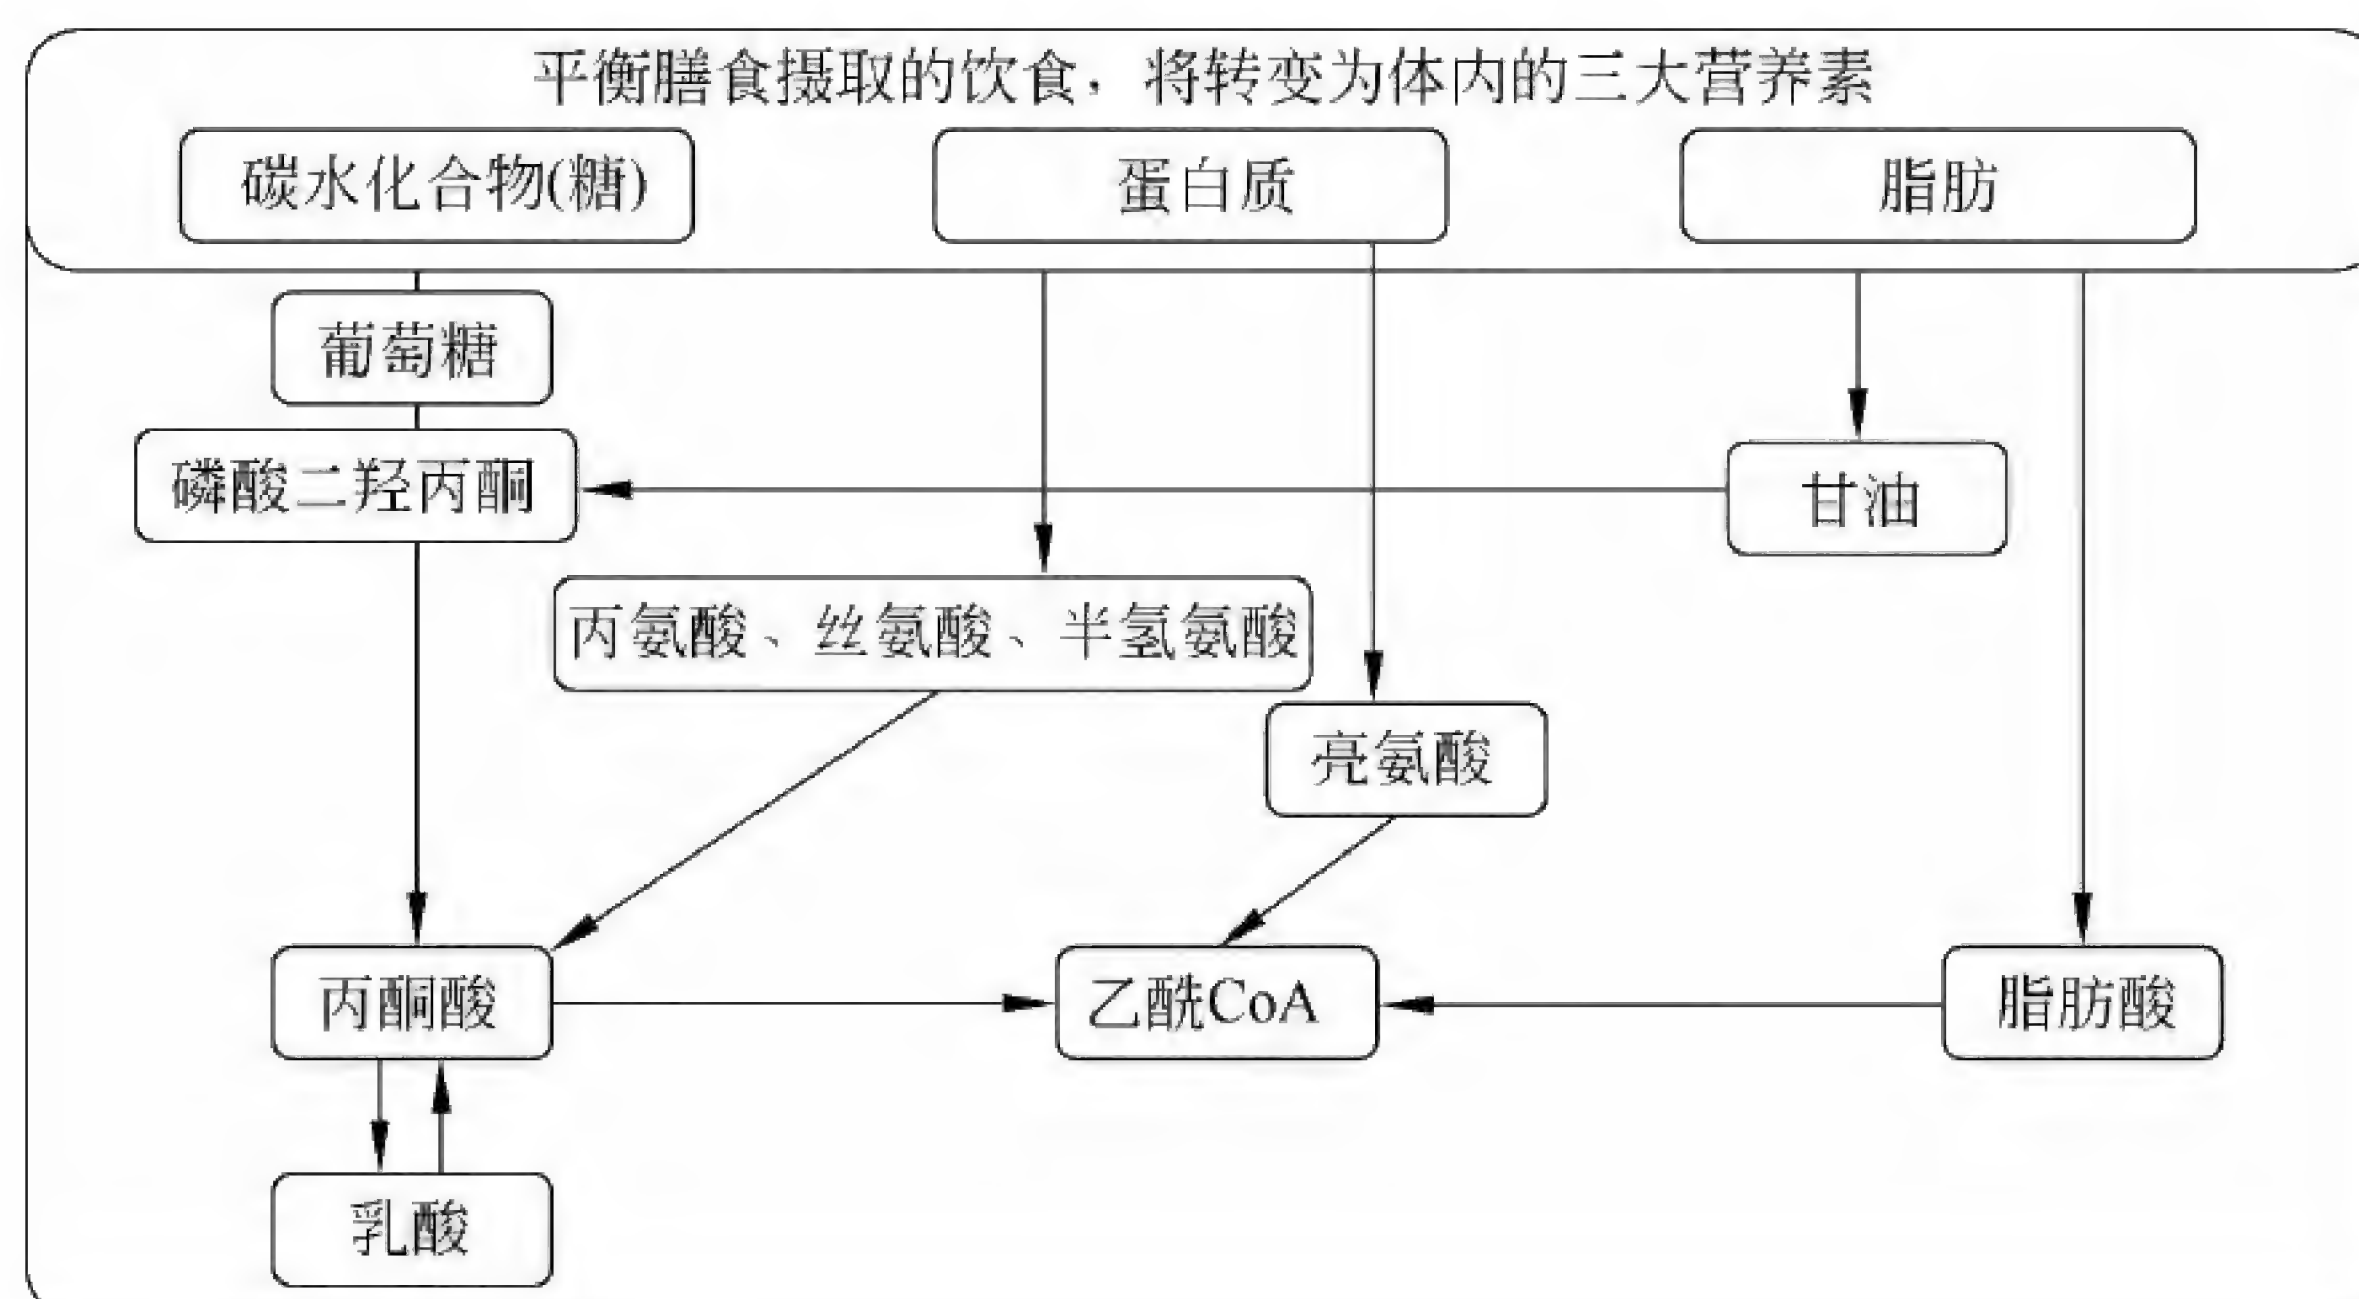 平衡膳食摄取的饮食，将转变为体内的三大营养素
碳水化合物(糖)
蛋白质
脂肪
葡萄糖
磷酸二羟丙酮
甘油
丙氨酸、丝氨酸、半氢氨酸
亮氨酸
丙酮酸
乙酰CoA
脂肪酸
乳酸